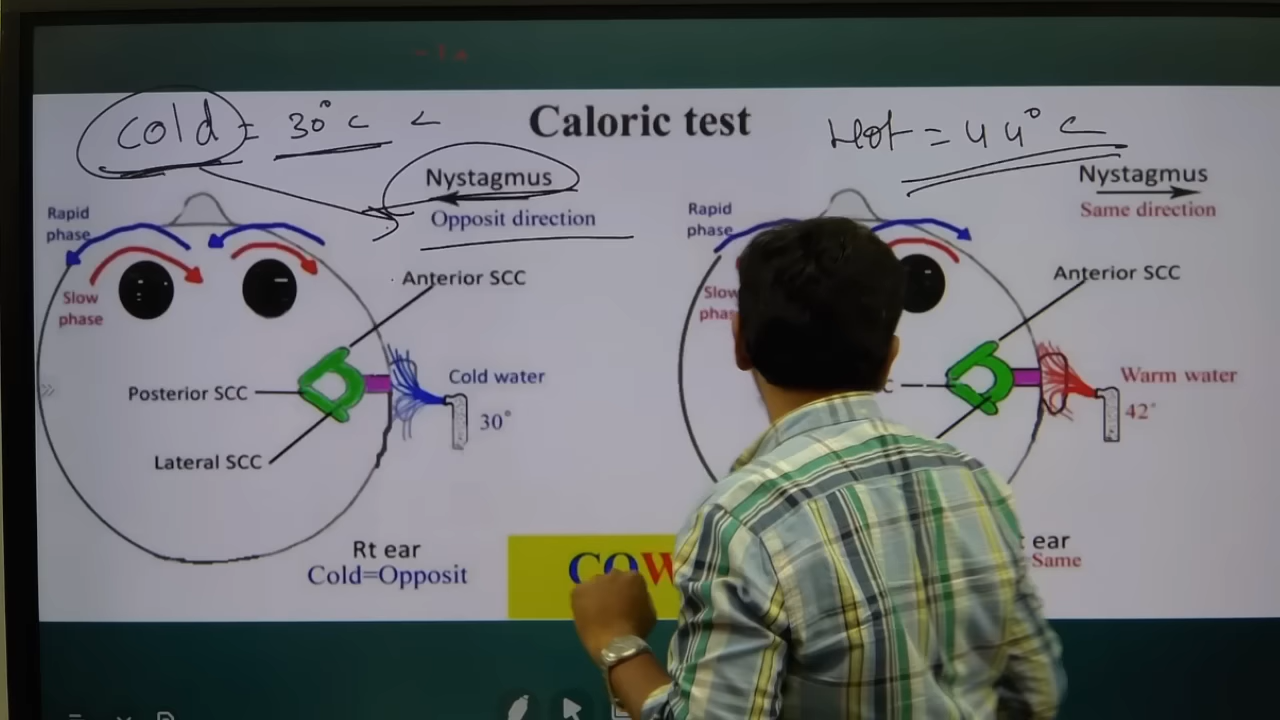 Caloric test
cold = 30°c <
Hot = 44° C
Nystagmus
Opposit direction
Rapid
phase
Slow
phase
Anterior SCC
Posterior SCC
Lateral SCC
Cold water
30°
Rt ear
Cold=Opposit
COW
Nystagmus
Same direction
Rapid
phase
Slow
Anterior SCC
Warm water
42°
ear
Same